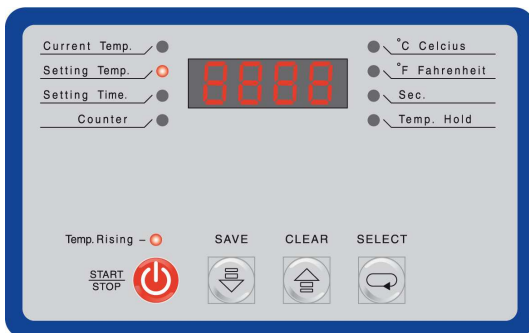 Current Temp.
Setting Temp.
Setting Time.
Counter
8888
°C Celcius
°F Fahrenheit
Sec.
Temp. Hold
Temp. Rising –
START
STOP
SAVE
CLEAR
SELECT